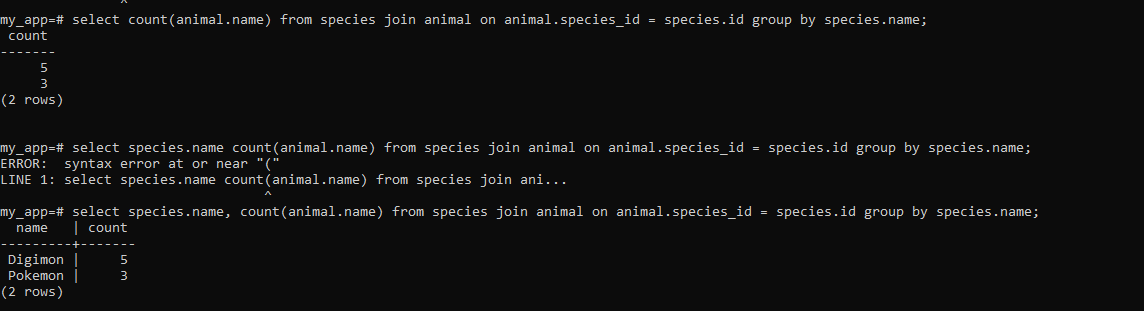 ^
my_app=# select count(animal.name) from species join animal on animal.species_id = species.id group by species.name;
 count
-------
     5
     3
(2 rows)
my_app=# select species.name count(animal.name) from species join animal on animal.species_id = species.id group by species.name;
ERROR:  syntax error at or near "("
LINE 1: select species.name count(animal.name) from species join ani...
                                 ^
my_app=# select species.name, count(animal.name) from species join animal on animal.species_id = species.id group by species.name;
  name   | count
---------+-------
 Digimon |     5
 Pokemon |     3
(2 rows)